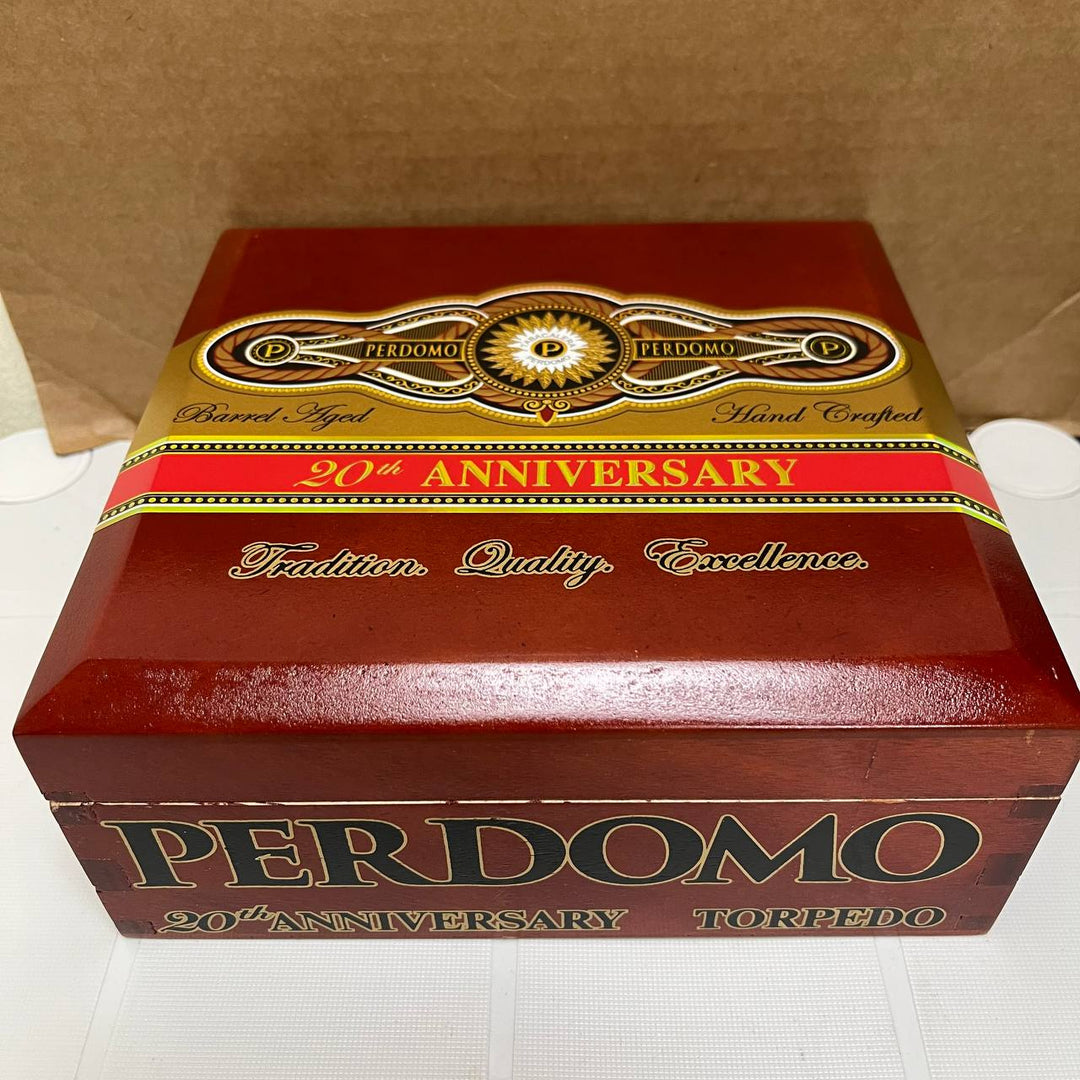 P PERDOMO P PERDOMO P
Barrel Aged Hand Crafted
20th ANNIVERSARY
Tradition. Quality. Excellence.
PERDOMO
20th ANNIVERSARY TORPEDO